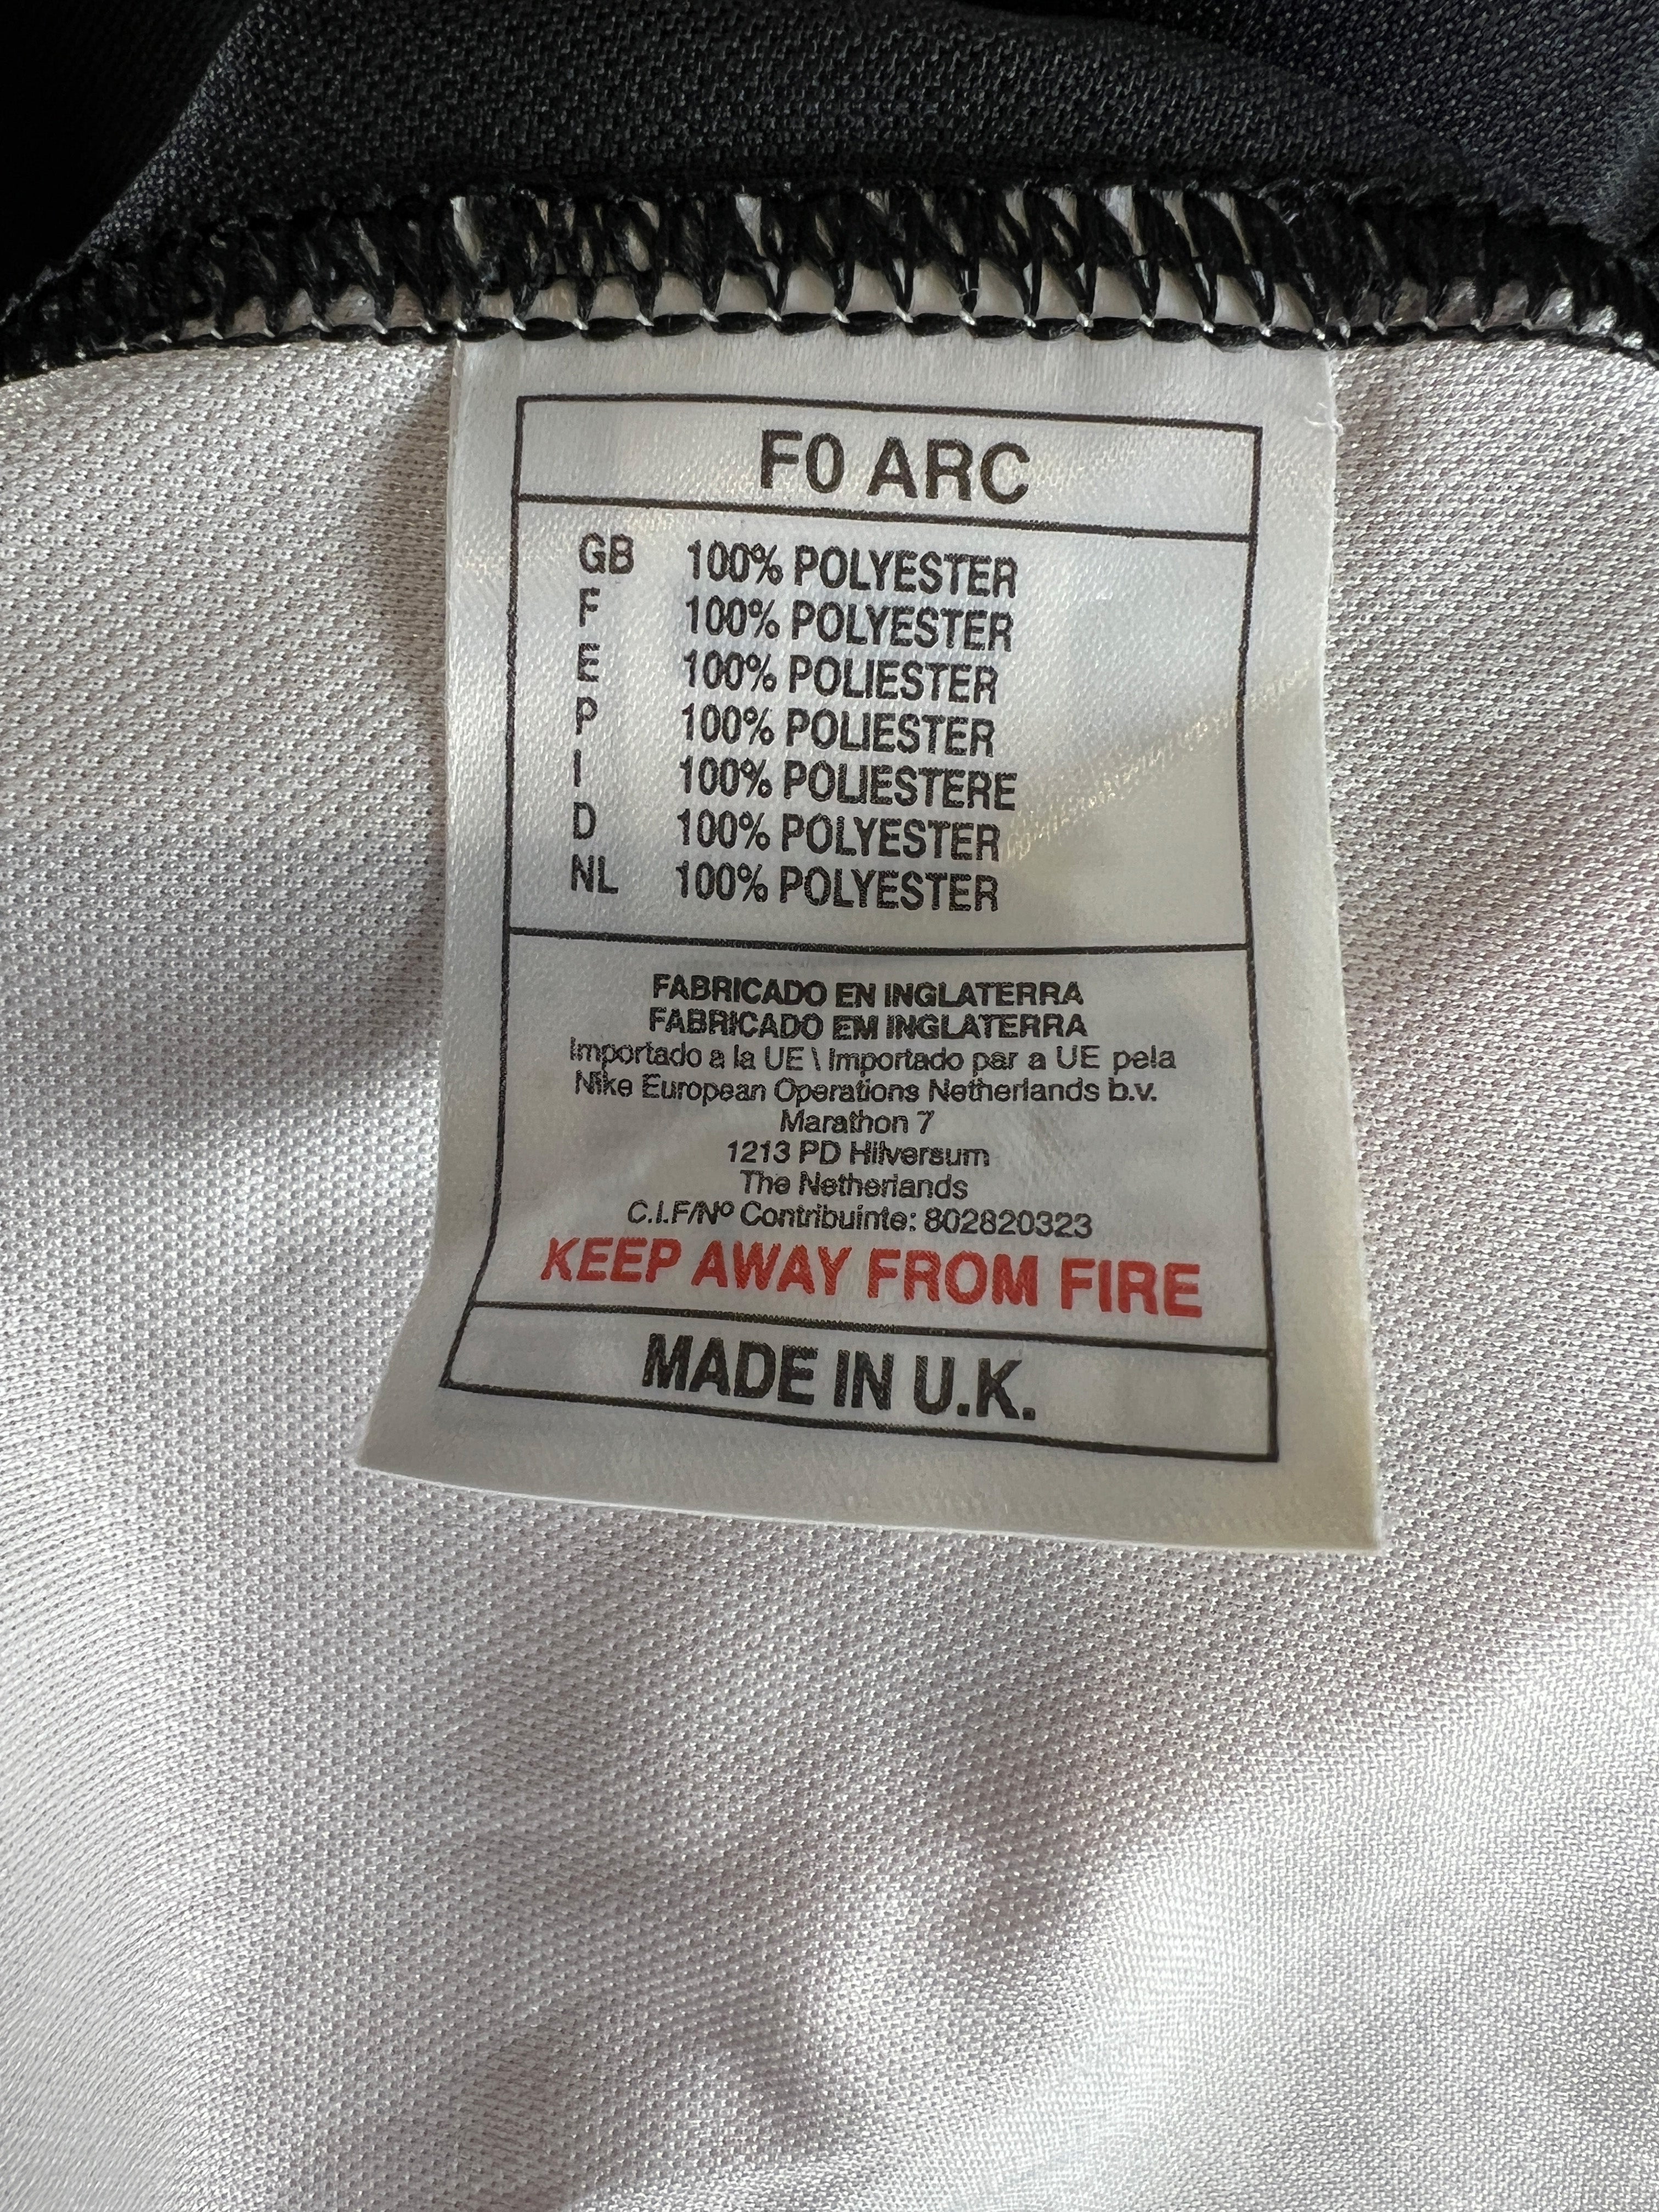 F0 ARC
GB 100% POLYESTER
F 100% POLYESTER
E 100% POLIESTER
P 100% POLIESTER
I 100% POLIESTERE
D 100% POLYESTER
NL 100% POLYESTER
FABRICADO EN INGLATERRA
FABRICADO EM INGLATERRA
Importado a la UE \ Importado par a UE pela
Nike European Operations Netherlands b.v.
Marathon 7
1213 PD Hilversum
The Netherlands
C.I.F/Nº Contribuinte: 802820323
KEEP AWAY FROM FIRE
MADE IN U.K.